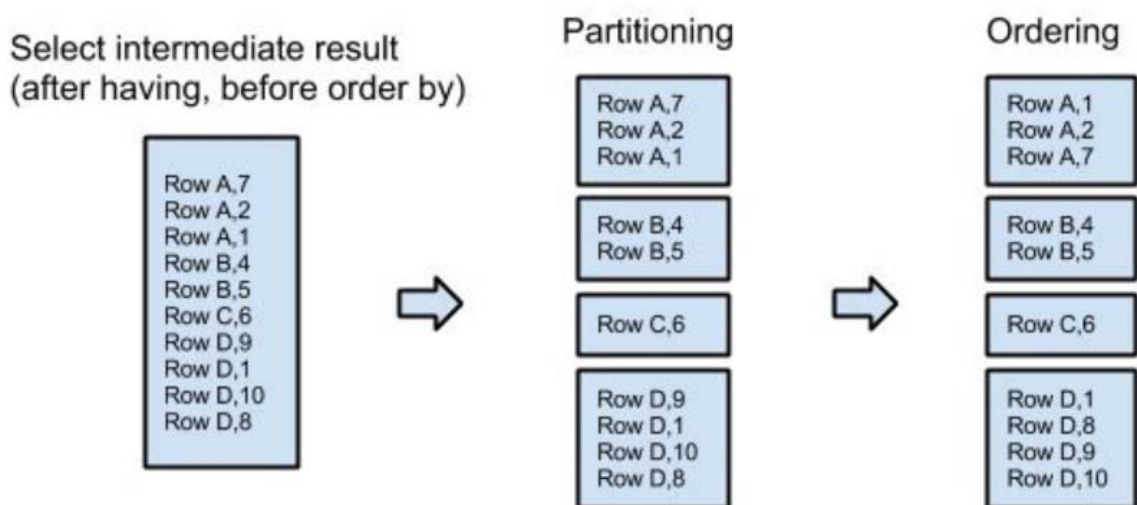 Select intermediate result
(after having, before order by)
Row A,7
Row A,2
Row A,1
Row B,4
Row B,5
Row C,6
Row D,9
Row D,1
Row D,10
Row D,8
Partitioning
Row A,7
Row A,2
Row A,1
Row B,4
Row B,5
Row C,6
Row D,9
Row D,1
Row D,10
Row D,8
Ordering
Row A,1
Row A,2
Row A,7
Row B,4
Row B,5
Row C,6
Row D,1
Row D,8
Row D,9
Row D,10